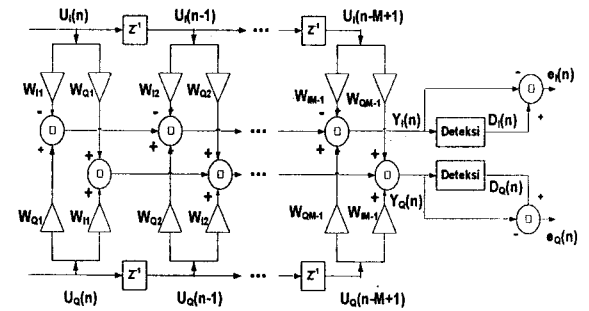 U_I(n) U_I(n-1) U_I(n-M+1)
Z⁻¹ Z⁻¹ ... Z⁻¹
W_I1 W_Q1 W_I2 W_Q2 W_IM-1 W_QM-1
Y_I(n) Deteksi D_I(n) e_I(n)
- + - + - + - +
+ + + + + +
Y_Q(n) Deteksi D_Q(n) e_Q(n)
+ -
W_Q1 W_I1 W_Q2 W_I2 W_QM-1 W_IM-1
Z⁻¹ Z⁻¹ ... Z⁻¹
U_Q(n) U_Q(n-1) U_Q(n-M+1)